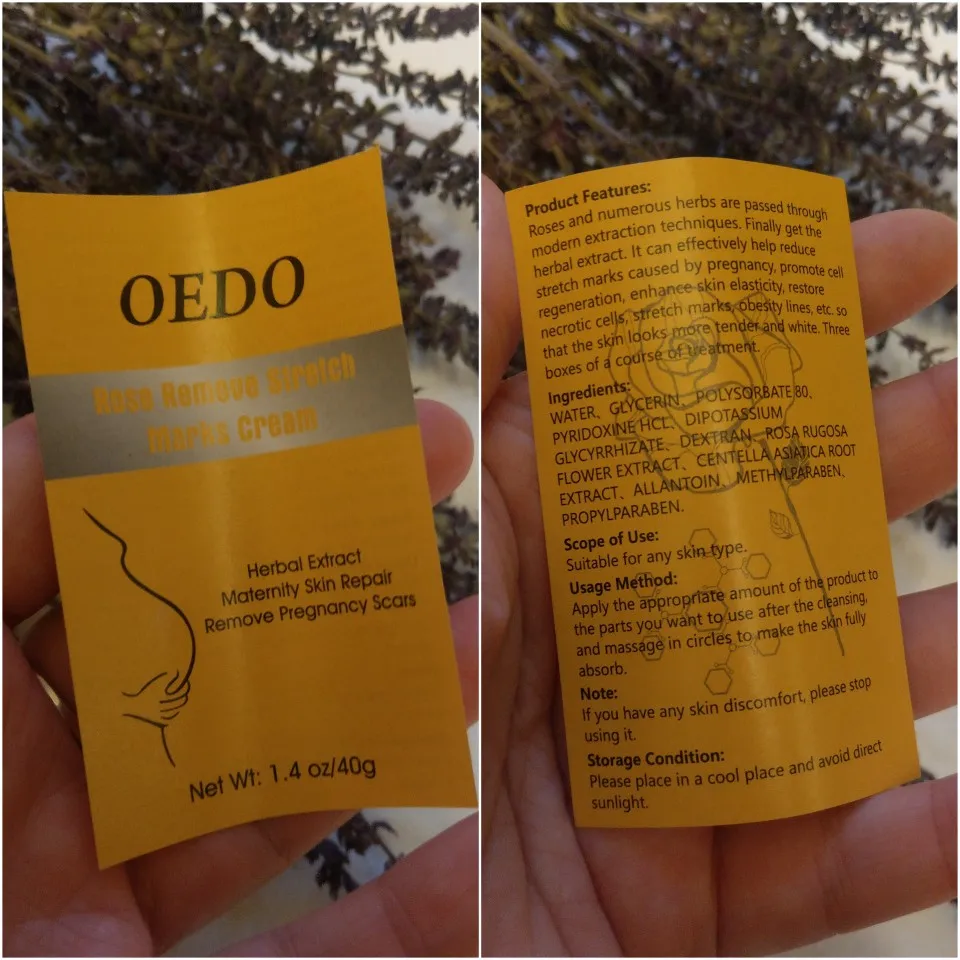 OEDO
Rose Remove Stretch
Marks Cream
Herbal Extract
Maternity Skin Repair
Remove Pregnancy Scars
Net Wt: 1.4 oz/40g
Product Features:
Roses and numerous herbs are passed through
modern extraction techniques. Finally get the
herbal extract. It can effectively help reduce
stretch marks caused by pregnancy, promote cell
regeneration, enhance skin elasticity, restore
necrotic cells, stretch marks, obesity lines, etc. so
that the skin looks more tender and white. Three
boxes of a course of treatment.
Ingredients:
WATER、GLYCERIN、POLYSORBATE 80、
PYRIDOXINE HCL、DIPOTASSIUM
GLYCYRRHIZATE、DEXTRAN、ROSA RUGOSA
FLOWER EXTRACT、CENTELLA ASIATICA ROOT
EXTRACT、ALLANTOIN、METHYLPARABEN、
PROPYLPARABEN.
Scope of Use:
Suitable for any skin type.
Usage Method:
Apply the appropriate amount of the product to
the parts you want to use after the cleansing,
and massage in circles to make the skin fully
absorb.
Note:
If you have any skin discomfort, please stop
using it.
Storage Condition:
Please place in a cool place and avoid direct
sunlight.